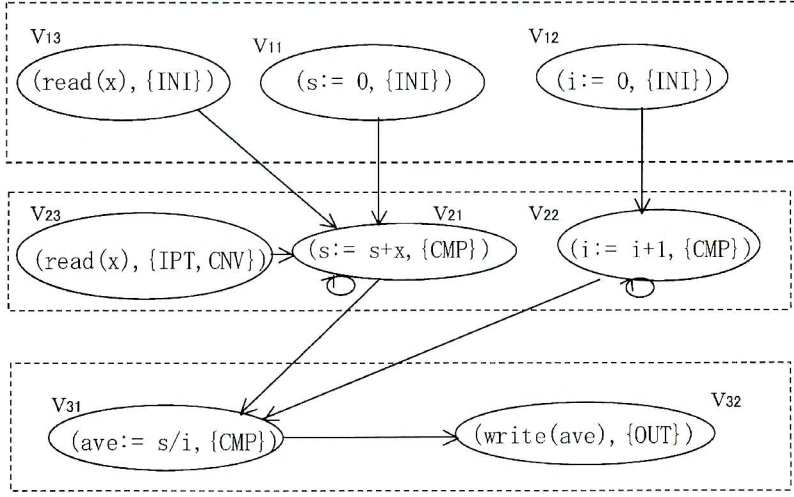 V13
V11
V12
(read(x), {INI})
(s:= 0, {INI})
(i:= 0, {INI})
V23
V21
V22
(read(x), {IPT, CNV})
(s:= s+x, {CMP})
(i:= i+1, {CMP})
V31
V32
(ave:= s/i, {CMP})
(write(ave), {OUT})